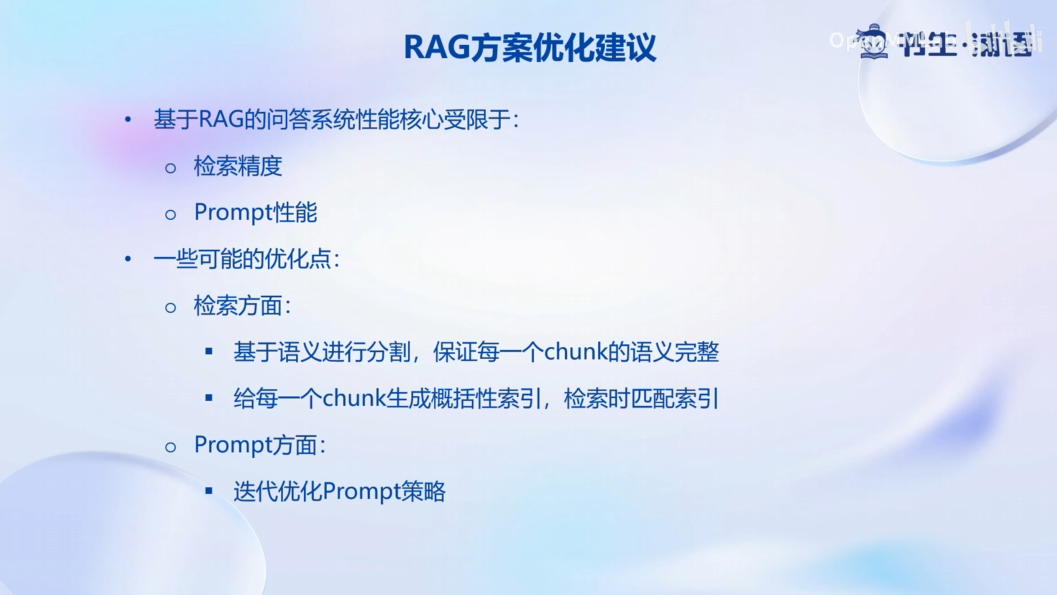 RAG方案优化建议
书生·浦语
• 基于RAG的问答系统性能核心受限于：
o 检索精度
o Prompt性能
• 一些可能的优化点：
o 检索方面：
▪ 基于语义进行分割，保证每一个chunk的语义完整
▪ 给每一个chunk生成概括性索引，检索时匹配索引
o Prompt方面：
▪ 迭代优化Prompt策略